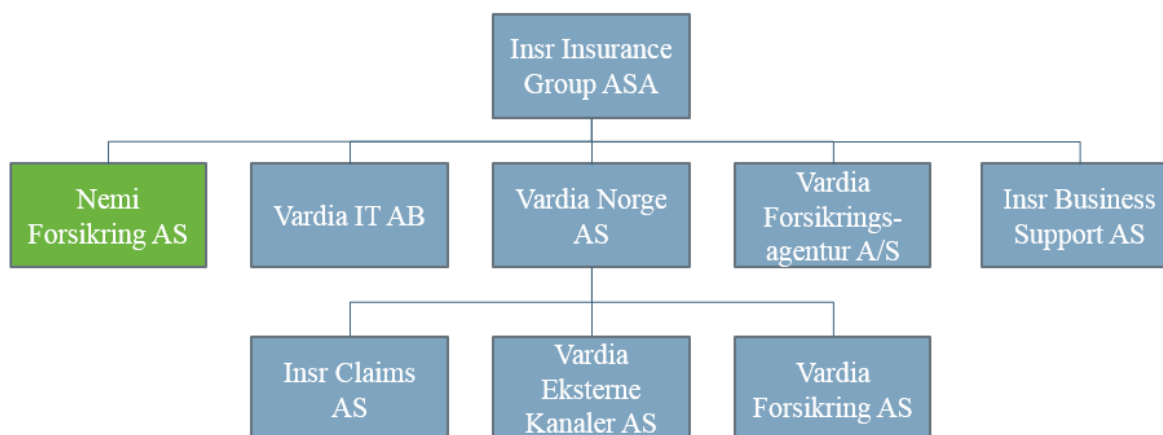 Insr Insurance
Group ASA
Nemi
Forsikring AS
Vardia IT AB
Vardia Norge
AS
Vardia
Forsikrings-
agentur A/S
Insr Business
Support AS
Insr Claims
AS
Vardia
Eksterne
Kanaler AS
Vardia
Forsikring AS